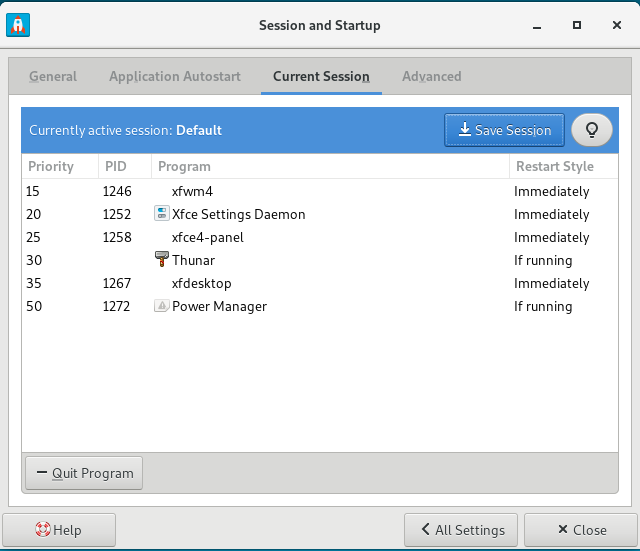 Session and Startup
General Application Autostart Current Session Advanced
Currently active session: Default Save Session
Priority PID Program Restart Style
15 1246 xfwm4 Immediately
20 1252 Xfce Settings Daemon Immediately
25 1258 xfce4-panel Immediately
30 Thunar If running
35 1267 xfdesktop Immediately
50 1272 Power Manager If running
Quit Program
Help All Settings Close